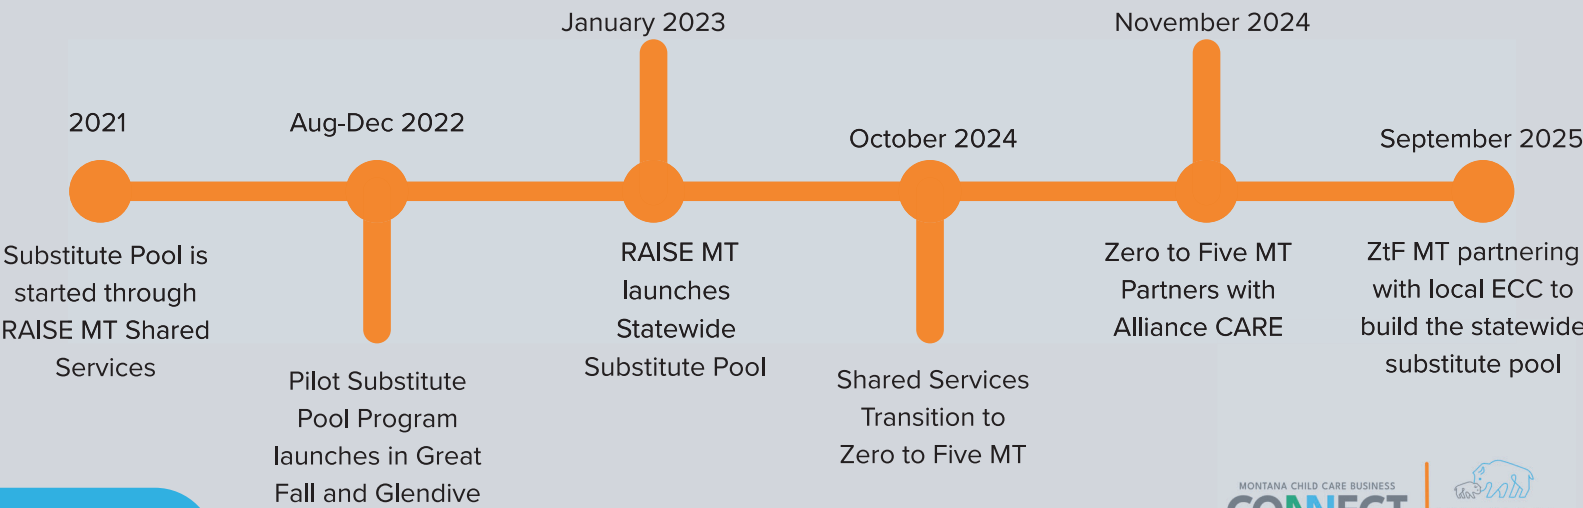 2021
Substitute Pool is
started through
RAISE MT Shared
Services
Aug-Dec 2022
Pilot Substitute
Pool Program
launches in Great
Fall and Glendive
January 2023
RAISE MT
launches
Statewide
Substitute Pool
October 2024
Shared Services
Transition to
Zero to Five MT
November 2024
Zero to Five MT
Partners with
Alliance CARE
September 2025
ZtF MT partnering
with local ECC to
build the statewide
substitute pool
MONTANA CHILD CARE BUSINESS
CONNECT